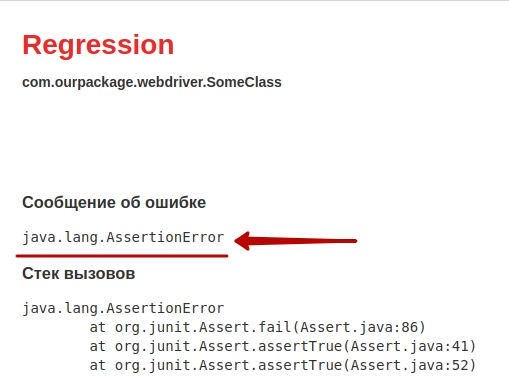 Regression
com.ourpackage.webdriver.SomeClass
Сообщение об ошибке
java.lang.AssertionError
Стек вызовов
java.lang.AssertionError
at org.junit.Assert.fail(Assert.java:86)
at org.junit.Assert.assertTrue(Assert.java:41)
at org.junit.Assert.assertTrue(Assert.java:52)